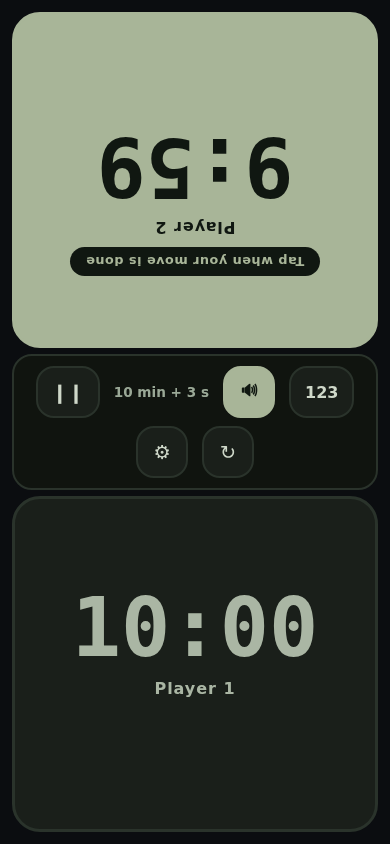 9:59
Player 2
Tap when your move is done
10 min + 3 s
123
10:00
Player 1